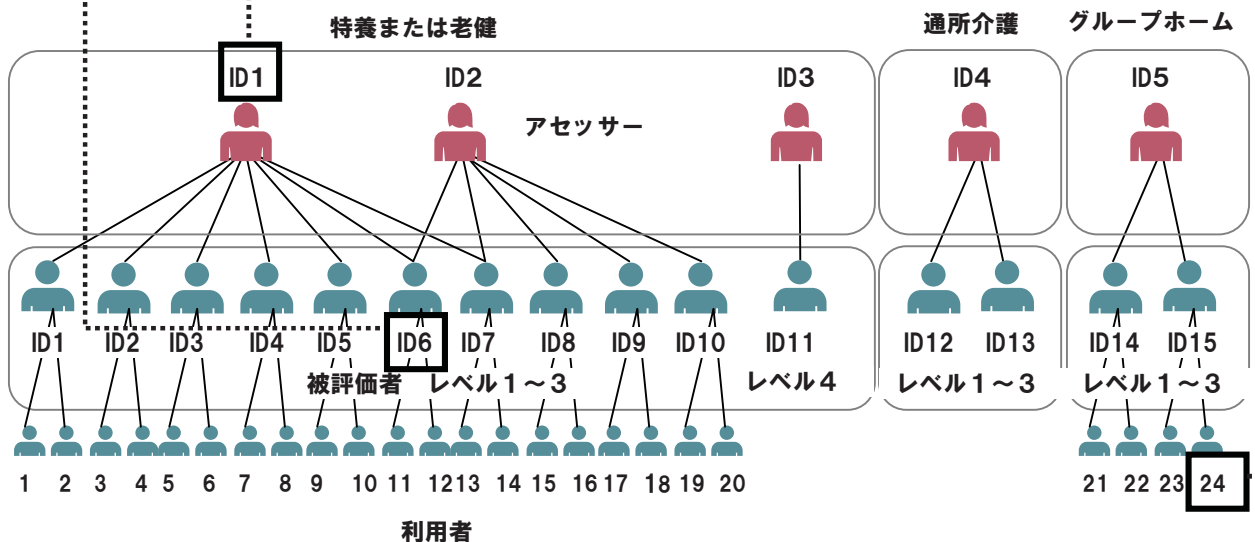 特養または老健
通所介護
グループホーム
ID1
ID2
ID3
ID4
ID5
アセッサー
ID1
ID2
ID3
ID4
ID5
ID6
ID7
ID8
ID9
ID10
ID11
ID12
ID13
ID14
ID15
被評価者 レベル1～3
レベル4
レベル1～3
レベル1～3
1 2 3 4 5 6 7 8 9 10 11 12 13 14 15 16 17 18 19 20
21 22 23 24
利用者